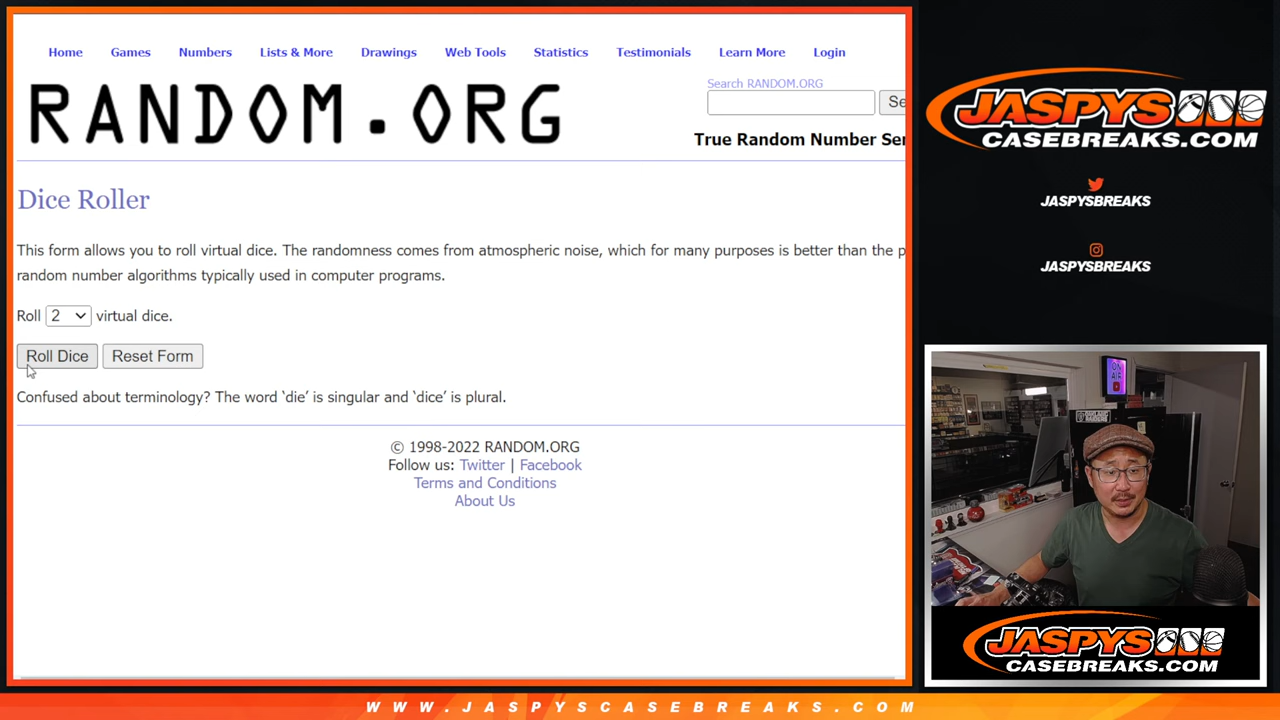 Home Games Numbers Lists & More Drawings Web Tools Statistics Testimonials Learn More Login
RANDOM.ORG
Search RANDOM.ORG
Se
True Random Number Ser
Dice Roller
This form allows you to roll virtual dice. The randomness comes from atmospheric noise, which for many purposes is better than the p
random number algorithms typically used in computer programs.
Roll 2 virtual dice.
Roll Dice Reset Form
Confused about terminology? The word ‘die’ is singular and ‘dice’ is plural.
© 1998-2022 RANDOM.ORG
Follow us: Twitter | Facebook
Terms and Conditions
About Us
JASPYS
CASEBREAKS.COM
JASPYSBREAKS
JASPYSBREAKS
ON
AIR
JASPYS
CASEBREAKS.COM
WWW.JASPYSCASEBREAKS.COM